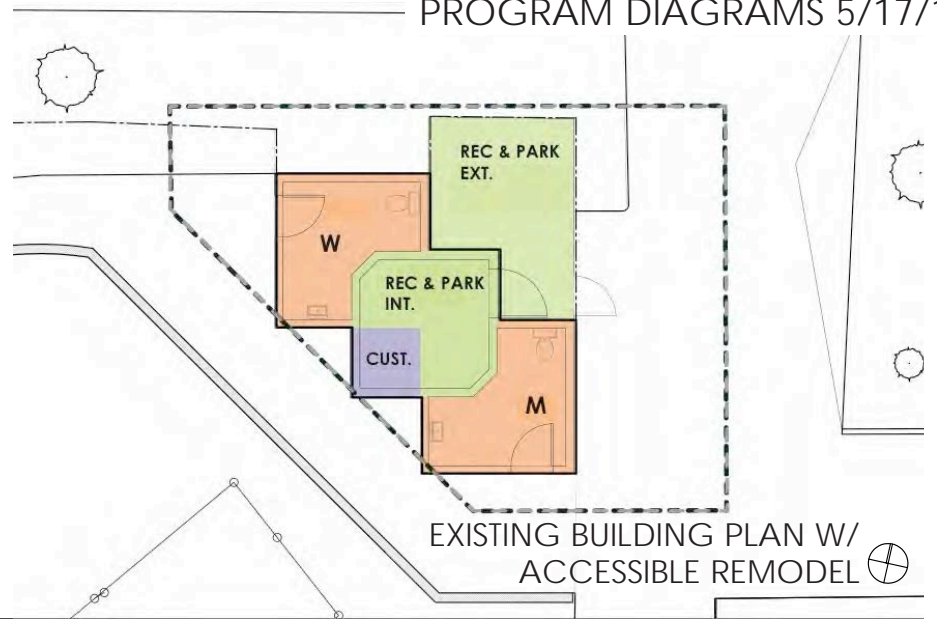 PROGRAM DIAGRAMS 5/17/1
REC & PARK
EXT.
W
REC & PARK
INT.
CUST.
M
EXISTING BUILDING PLAN W/
ACCESSIBLE REMODEL